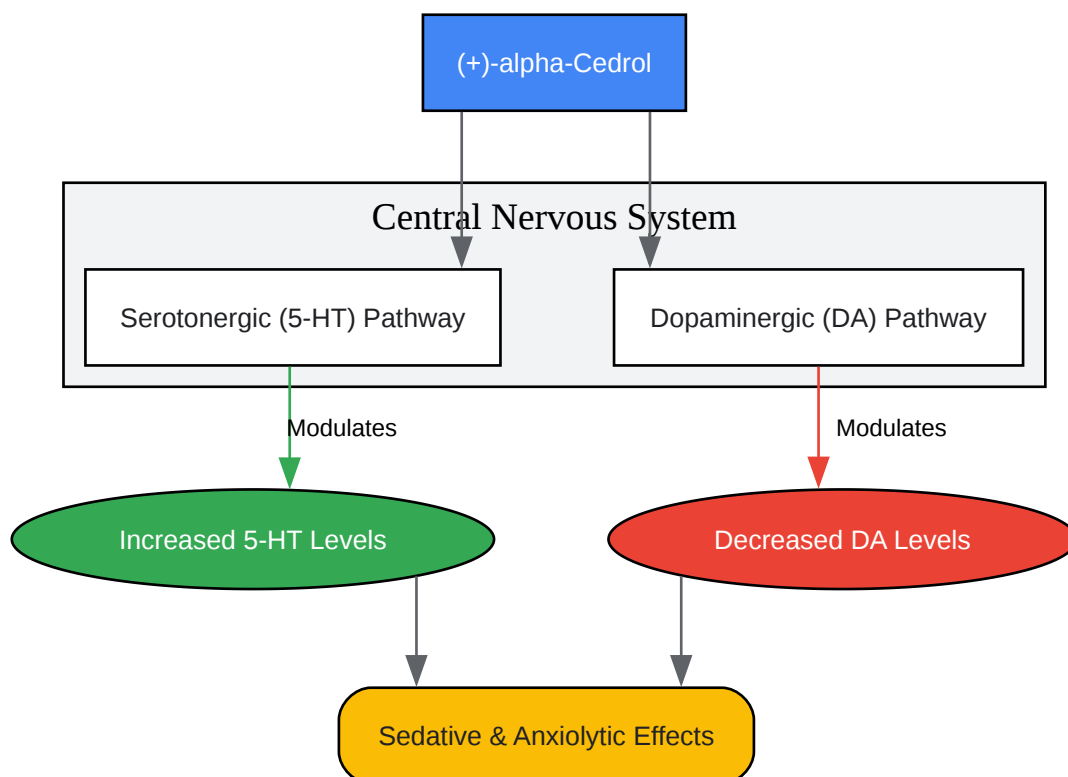 (+)-alpha-Cedrol
Central Nervous System
Serotonergic (5-HT) Pathway
Dopaminergic (DA) Pathway
Modulates
Modulates
Increased 5-HT Levels
Decreased DA Levels
Sedative & Anxiolytic Effects